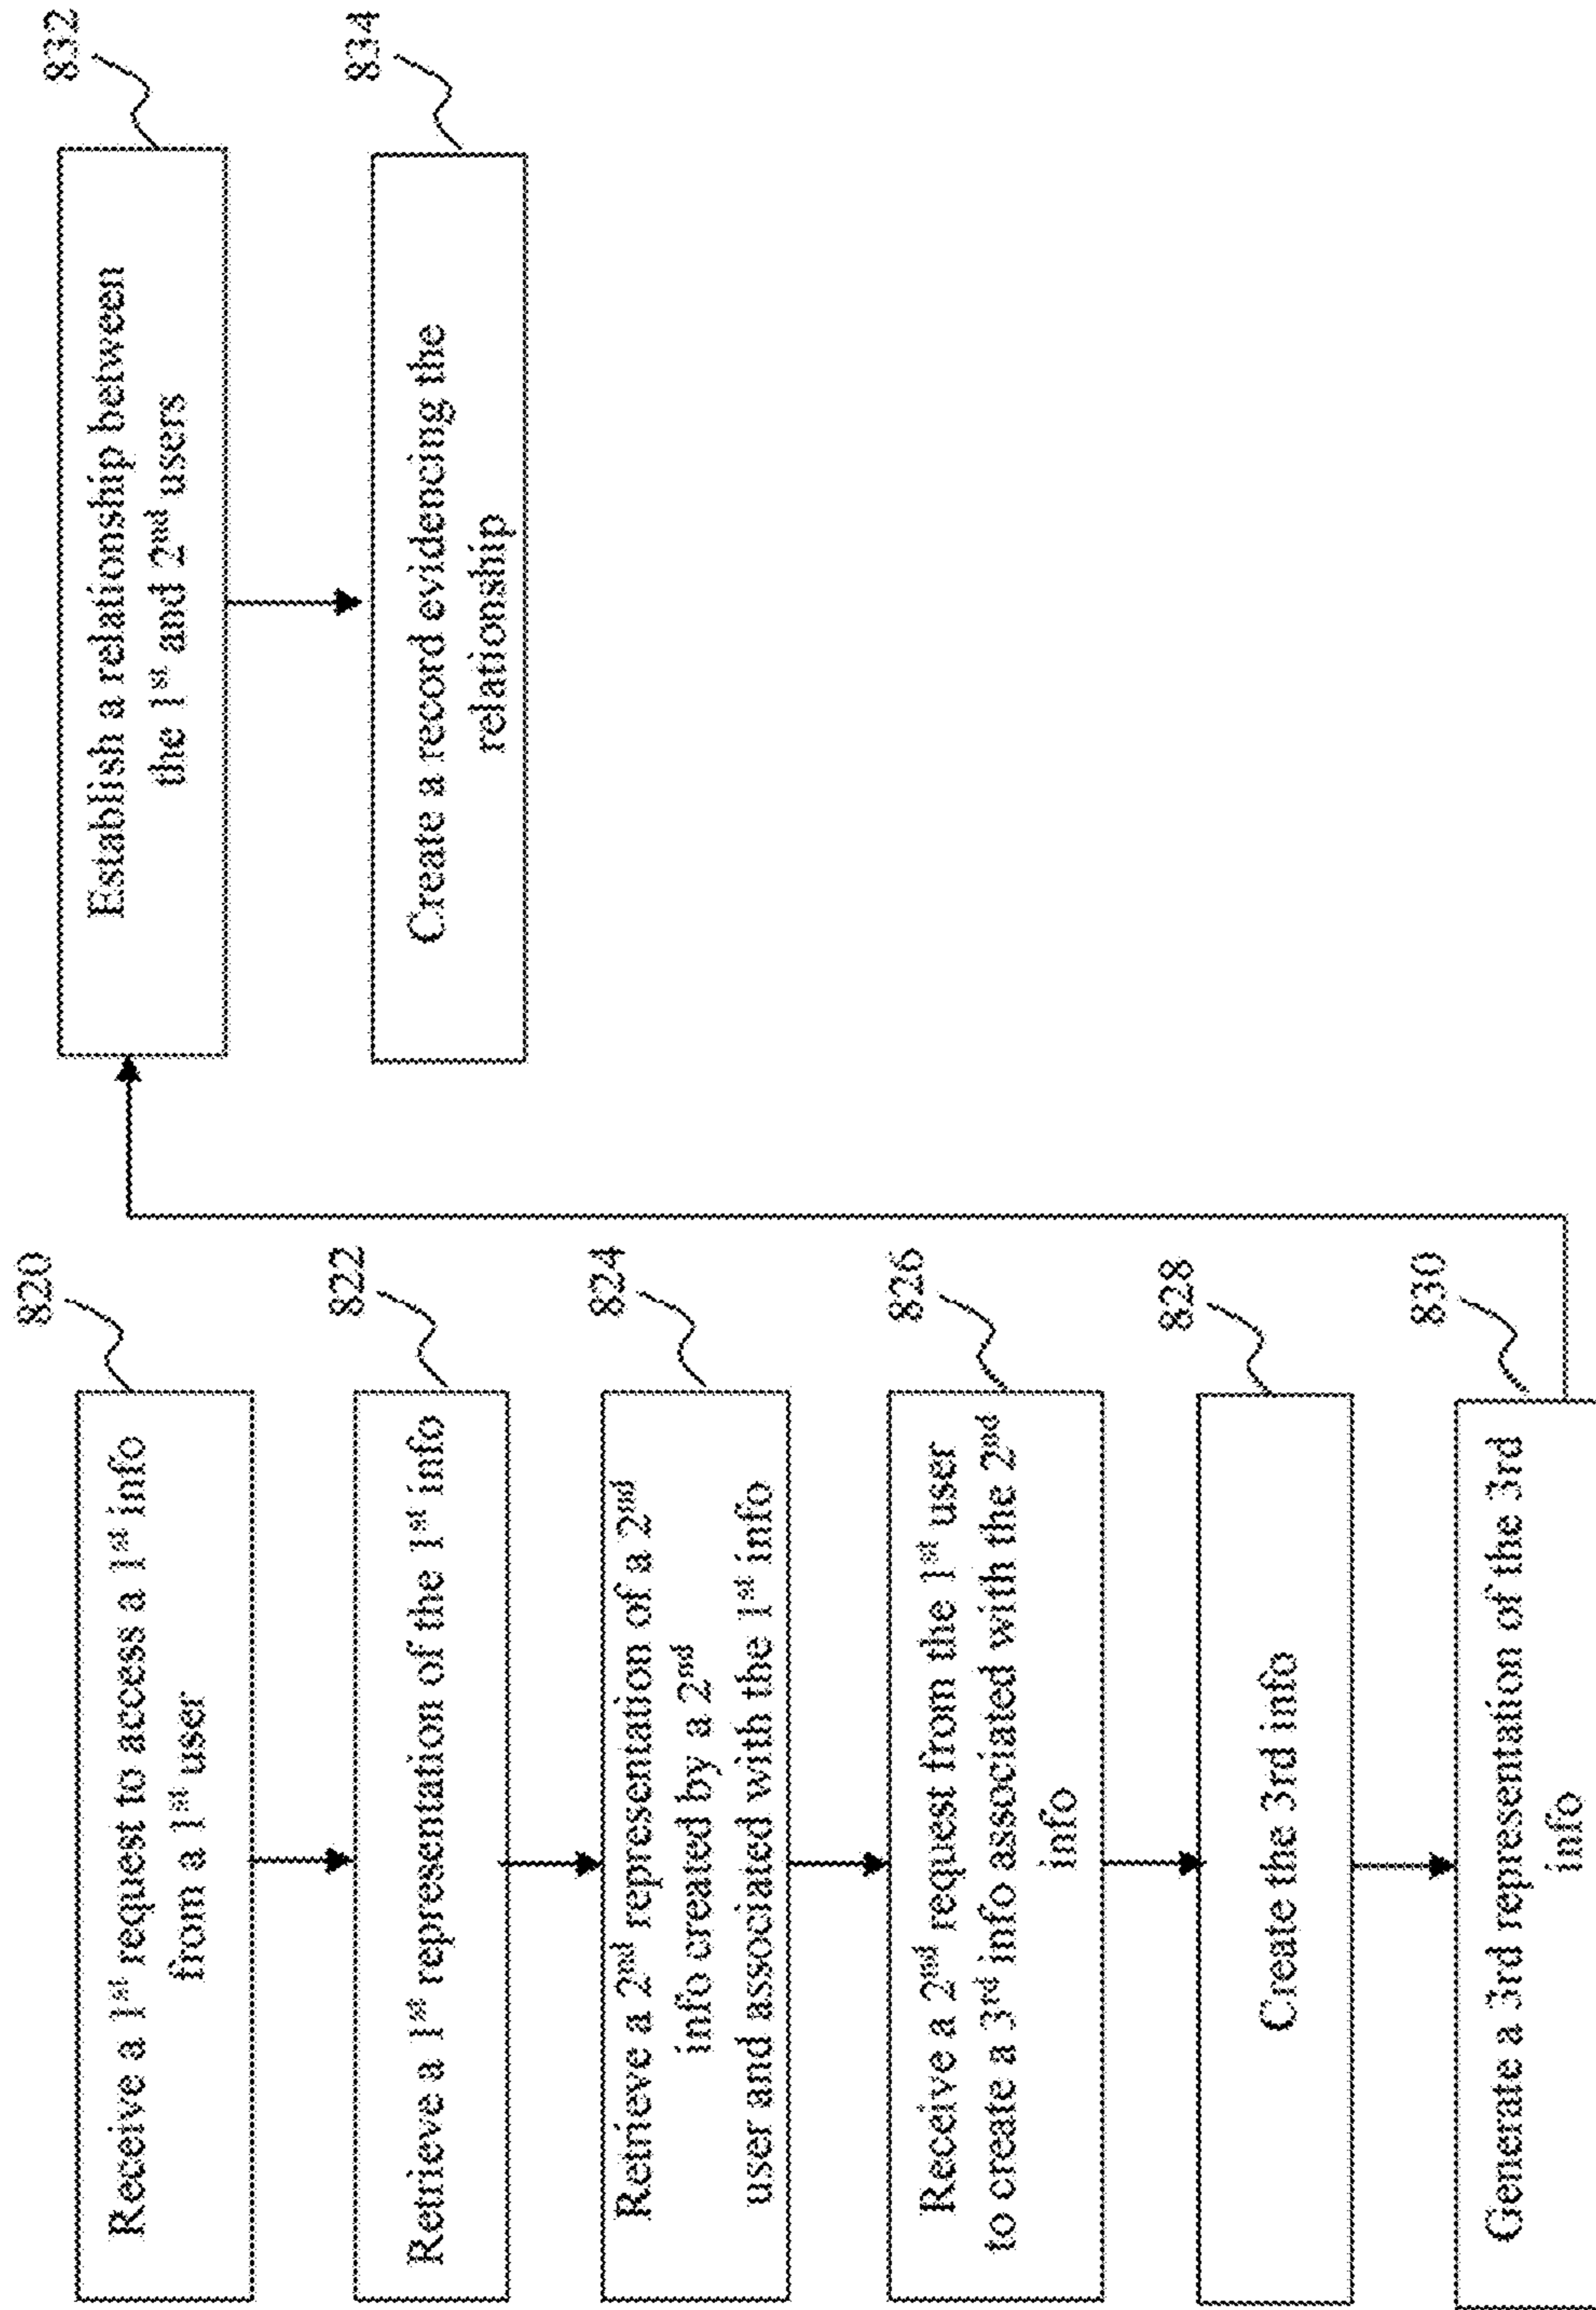 Receive a 1st request to access a 1st info
from a 1st user
820
Retrieve a 1st representation of the 1st info
822
Retrieve a 2nd representation of a 2nd
info created by a 2nd
user and associated with the 1st info
824
Receive a 2nd request from the 1st user
to create a 3rd info associated with the 2nd
info
826
Create the 3rd info
828
Generate a 3rd representation of the 3rd
info
830
Establish a relationship between
the 1st and 2nd users
832
Create a record evidencing the
relationship
834